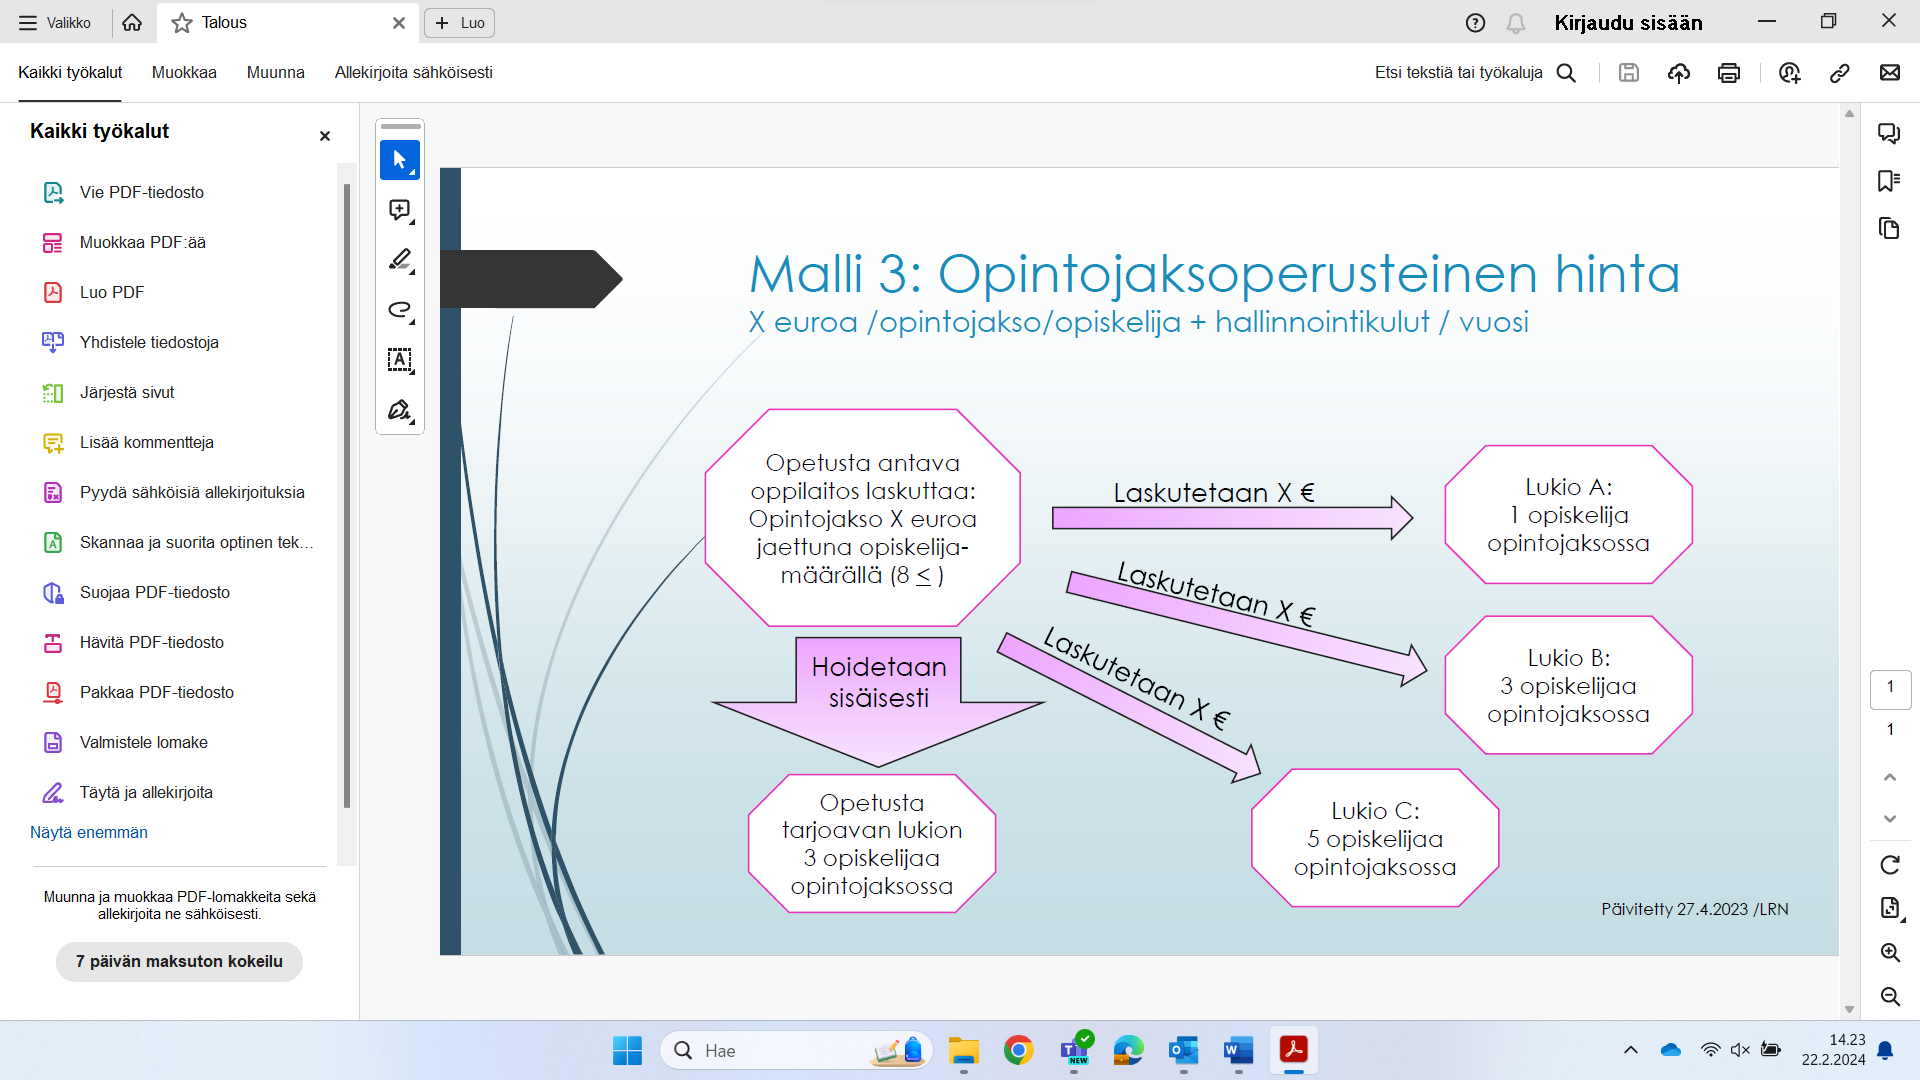 Valikko
Talous
Luo
Kirjaudu sisään
Kaikki työkalut
Muokkaa
Muunna
Allekirjoita sähköisesti
Etsi tekstiä tai työkaluja
Kaikki työkalut
Vie PDF-tiedosto
Muokkaa PDF:ää
Luo PDF
Yhdistele tiedostoja
Järjestä sivut
Lisää kommentteja
Pyydä sähköisiä allekirjoituksia
Skannaa ja suorita optinen tek...
Suojaa PDF-tiedosto
Hävitä PDF-tiedosto
Pakkaa PDF-tiedosto
Valmistele lomake
Täytä ja allekirjoita
Näytä enemmän
Muunna ja muokkaa PDF-lomakkeita sekä
allekirjoita ne sähköisesti.
7 päivän maksuton kokeilu
Malli 3: Opintojaksoperusteinen hinta
X euroa /opintojakso/opiskelija + hallinnointikulut / vuosi
Opetusta antava
oppilaitos laskuttaa:
Opintojakso X euroa
jaettuna opiskelija-
määrällä (8 ≤ )
Laskutetaan X €
Lukio A:
1 opiskelija
opintojaksossa
Laskutetaan X €
Lukio B:
3 opiskelijaa
opintojaksossa
Laskutetaan X €
Lukio C:
5 opiskelijaa
opintojaksossa
Hoidetaan
sisäisesti
Opetusta
tarjoavan lukion
3 opiskelijaa
opintojaksossa
Päivitetty 27.4.2023 /LRN
1
1
Hae
NEW
14.23
22.2.2024